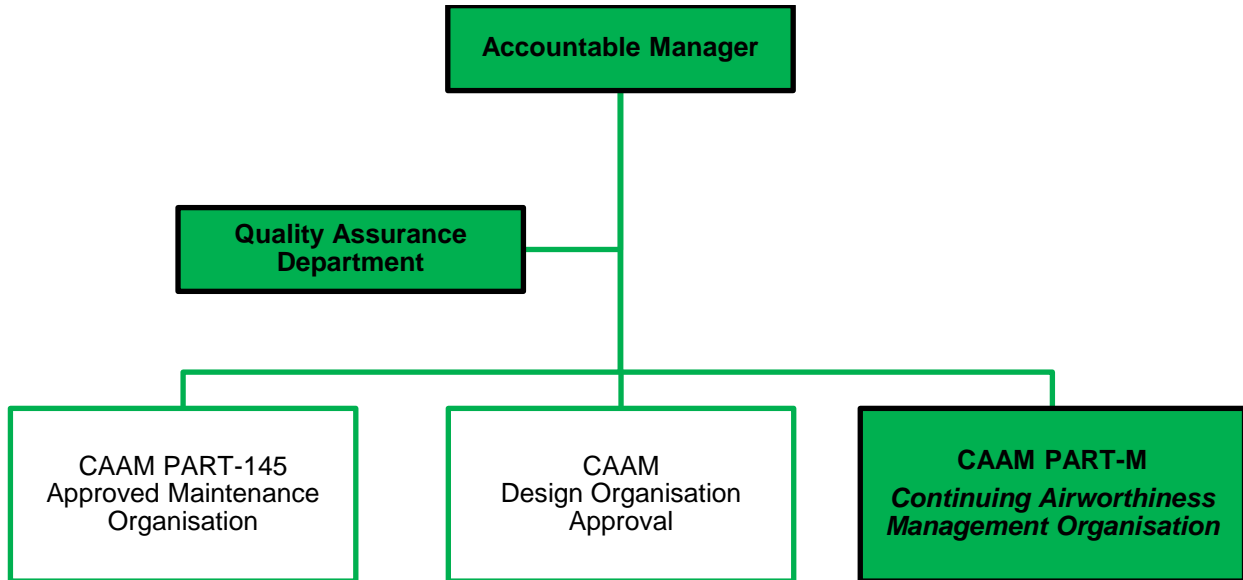 Accountable Manager
Quality Assurance
Department
CAAM PART-145
Approved Maintenance
Organisation
CAAM
Design Organisation
Approval
CAAM PART-M
Continuing Airworthiness
Management Organisation